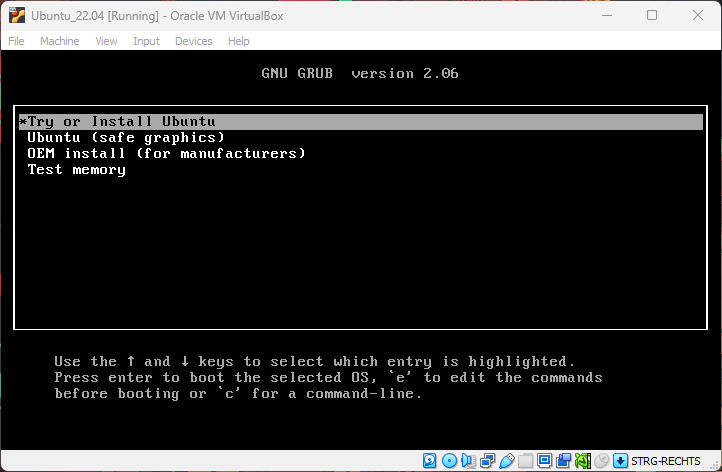 Ubuntu_22.04 [Running] - Oracle VM VirtualBox
File Machine View Input Devices Help
GNU GRUB version 2.06
*Try or Install Ubuntu
Ubuntu (safe graphics)
OEM install (for manufacturers)
Test memory
Use the ↑ and ↓ keys to select which entry is highlighted.
Press enter to boot the selected OS, `e' to edit the commands
before booting or `c' for a command-line.
STRG-RECHTS